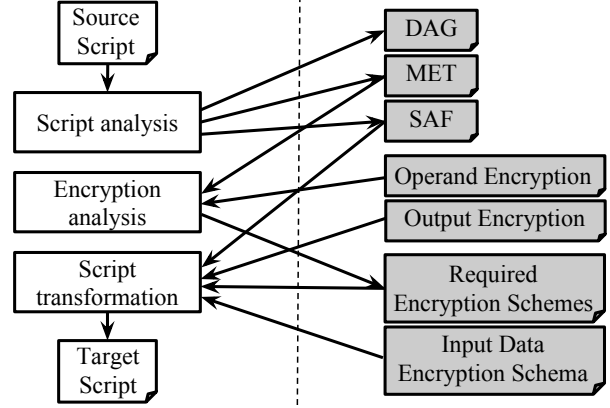 Source
Script
Script analysis
Encryption
analysis
Script
transformation
Target
Script
DAG
MET
SAF
Operand Encryption
Output Encryption
Required
Encryption Schemes
Input Data
Encryption Schema